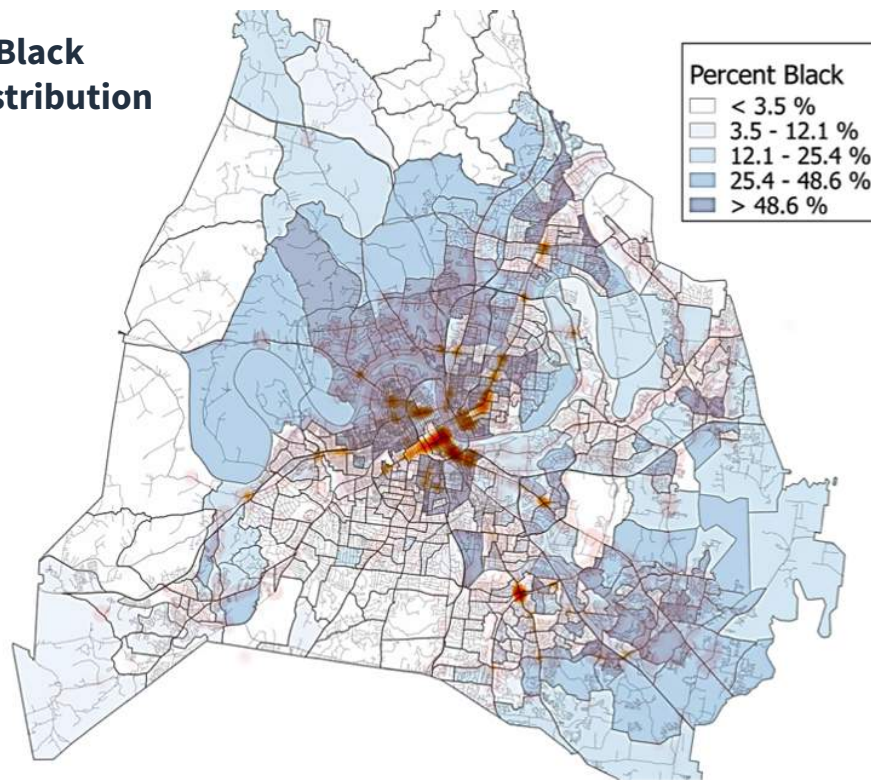 Black
stribution
Percent Black
< 3.5 %
3.5 - 12.1 %
12.1 - 25.4 %
25.4 - 48.6 %
> 48.6 %